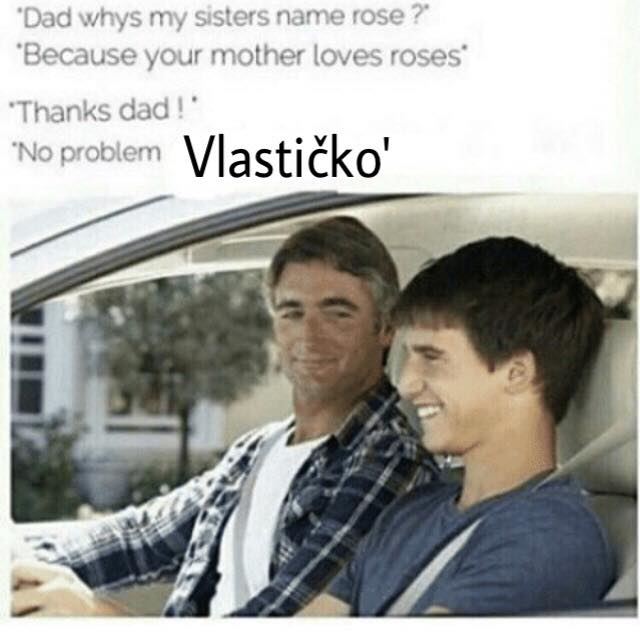 "Dad whys my sisters name rose ?"
"Because your mother loves roses"
"Thanks dad ! "
"No problem Vlastičko'